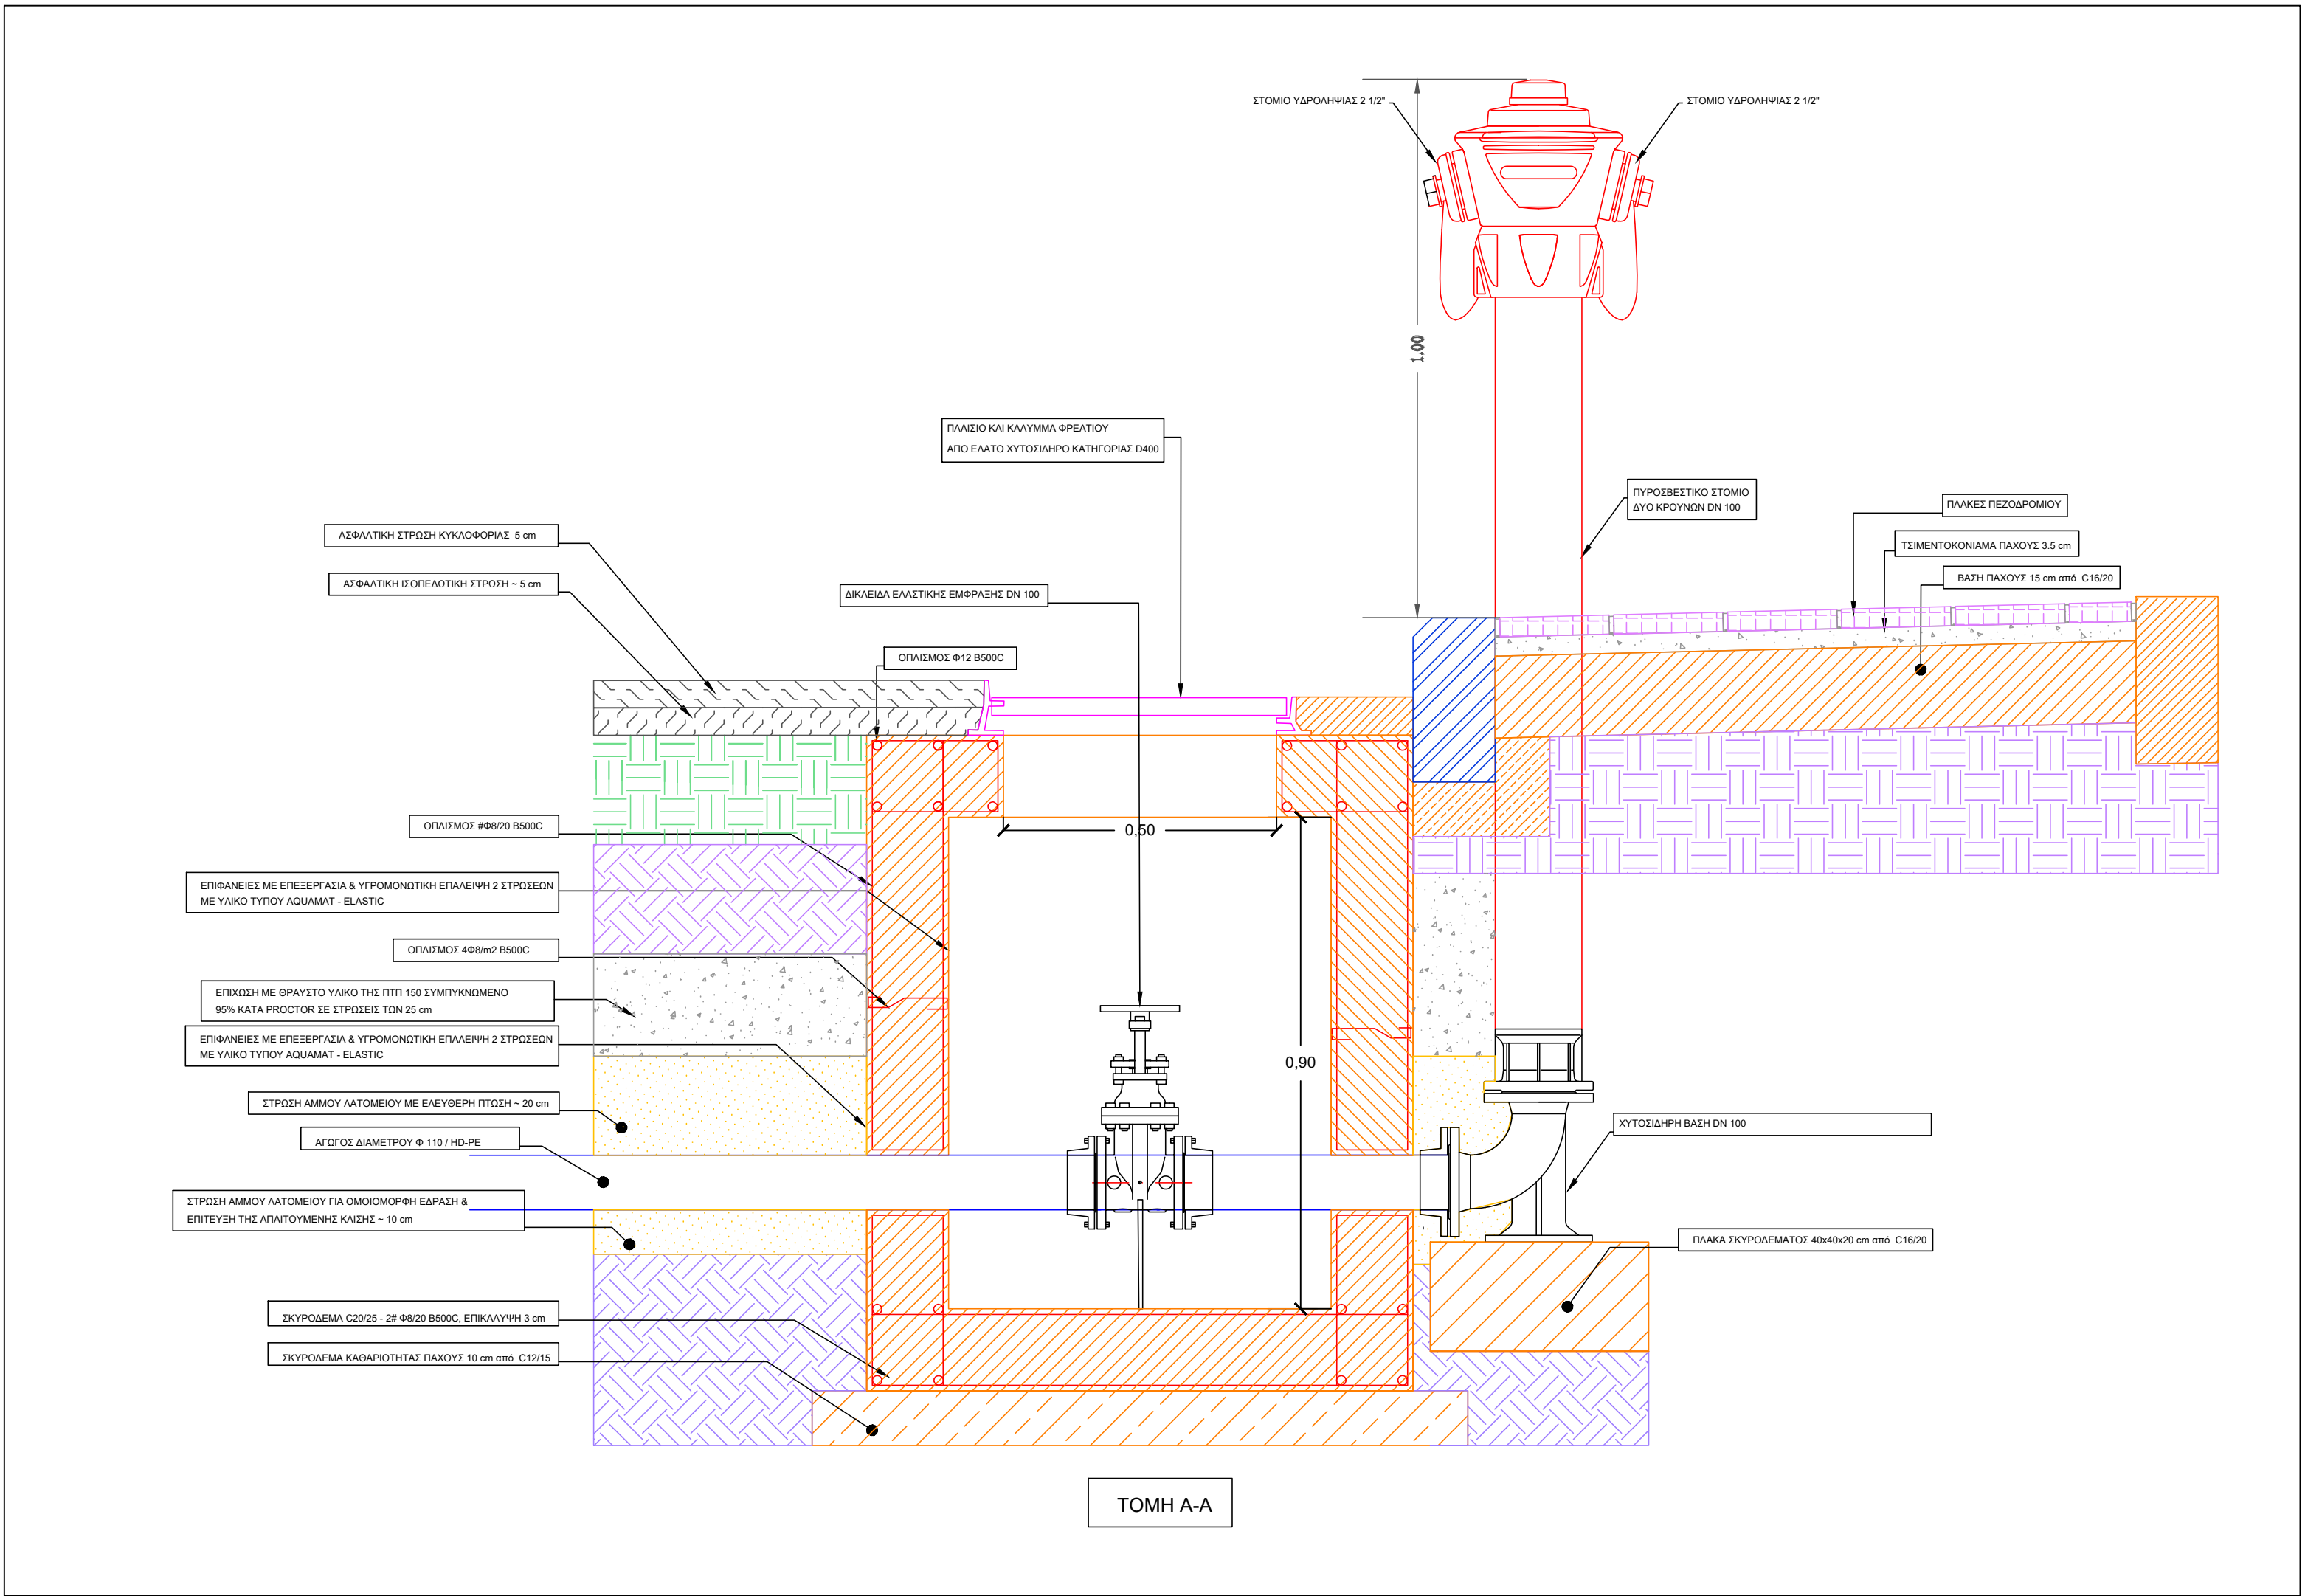 ΣΤΟΜΙΟ ΥΔΡΟΛΗΨΙΑΣ 2 1/2"
ΣΤΟΜΙΟ ΥΔΡΟΛΗΨΙΑΣ 2 1/2"
1.00
ΠΛΑΙΣΙΟ ΚΑΙ ΚΑΛΥΜΜΑ ΦΡΕΑΤΙΟΥ
ΑΠΟ ΕΛΑΤΟ ΧΥΤΟΣΙΔΗΡΟ ΚΑΤΗΓΟΡΙΑΣ D400
ΠΥΡΟΣΒΕΣΤΙΚΟ ΣΤΟΜΙΟ
ΔΥΟ ΚΡΟΥΝΩΝ DN 100
ΠΛΑΚΕΣ ΠΕΖΟΔΡΟΜΙΟΥ
ΤΣΙΜΕΝΤΟΚΟΝΙΑΜΑ ΠΑΧΟΥΣ 3.5 cm
ΒΑΣΗ ΠΑΧΟΥΣ 15 cm από C16/20
ΑΣΦΑΛΤΙΚΗ ΣΤΡΩΣΗ ΚΥΚΛΟΦΟΡΙΑΣ 5 cm
ΑΣΦΑΛΤΙΚΗ ΙΣΟΠΕΔΩΤΙΚΗ ΣΤΡΩΣΗ ~ 5 cm
ΔΙΚΛΕΙΔΑ ΕΛΑΣΤΙΚΗΣ ΕΜΦΡΑΞΗΣ DN 100
ΟΠΛΙΣΜΟΣ Φ12 B500C
ΟΠΛΙΣΜΟΣ #Φ8/20 B500C
0,50
ΕΠΙΦΑΝΕΙΕΣ ΜΕ ΕΠΕΞΕΡΓΑΣΙΑ & ΥΓΡΟΜΟΝΩΤΙΚΗ ΕΠΑΛΕΙΨΗ 2 ΣΤΡΩΣΕΩΝ
ΜΕ ΥΛΙΚΟ ΤΥΠΟΥ AQUAMAT - ELASTIC
ΟΠΛΙΣΜΟΣ 4Φ8/m2 B500C
ΕΠΙΧΩΣΗ ΜΕ ΘΡΑΥΣΤΟ ΥΛΙΚΟ ΤΗΣ ΠΤΠ 150 ΣΥΜΠΥΚΝΩΜΕΝΟ
95% ΚΑΤΑ PROCTOR ΣΕ ΣΤΡΩΣΕΙΣ ΤΩΝ 25 cm
ΕΠΙΦΑΝΕΙΕΣ ΜΕ ΕΠΕΞΕΡΓΑΣΙΑ & ΥΓΡΟΜΟΝΩΤΙΚΗ ΕΠΑΛΕΙΨΗ 2 ΣΤΡΩΣΕΩΝ
ΜΕ ΥΛΙΚΟ ΤΥΠΟΥ AQUAMAT - ELASTIC
0,90
ΣΤΡΩΣΗ ΑΜΜΟΥ ΛΑΤΟΜΕΙΟΥ ΜΕ ΕΛΕΥΘΕΡΗ ΠΤΩΣΗ ~ 20 cm
ΑΓΩΓΟΣ ΔΙΑΜΕΤΡΟΥ Φ 110 / HD-PE
ΧΥΤΟΣΙΔΗΡΗ ΒΑΣΗ DN 100
ΣΤΡΩΣΗ ΑΜΜΟΥ ΛΑΤΟΜΕΙΟΥ ΓΙΑ ΟΜΟΙΟΜΟΡΦΗ ΕΔΡΑΣΗ &
ΕΠΙΤΕΥΞΗ ΤΗΣ ΑΠΑΙΤΟΥΜΕΝΗΣ ΚΛΙΣΗΣ ~ 10 cm
ΠΛΑΚΑ ΣΚΥΡΟΔΕΜΑΤΟΣ 40x40x20 cm από C16/20
ΣΚΥΡΟΔΕΜΑ C20/25 - 2# Φ8/20 B500C, ΕΠΙΚΑΛΥΨΗ 3 cm
ΣΚΥΡΟΔΕΜΑ ΚΑΘΑΡΙΟΤΗΤΑΣ ΠΑΧΟΥΣ 10 cm από C12/15
ΤΟΜΗ Α-Α